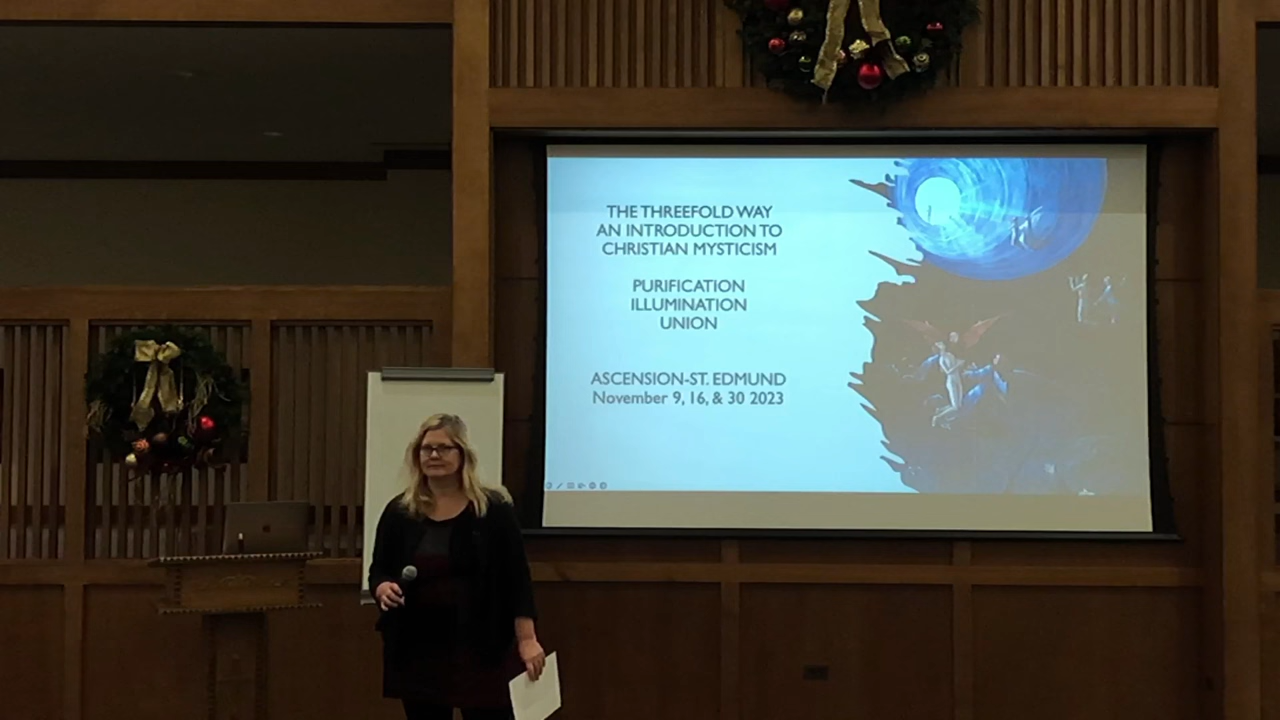 THE THREEFOLD WAY
AN INTRODUCTION TO
CHRISTIAN MYSTICISM
PURIFICATION
ILLUMINATION
UNION
ASCENSION-ST. EDMUND
November 9, 16, & 30 2023